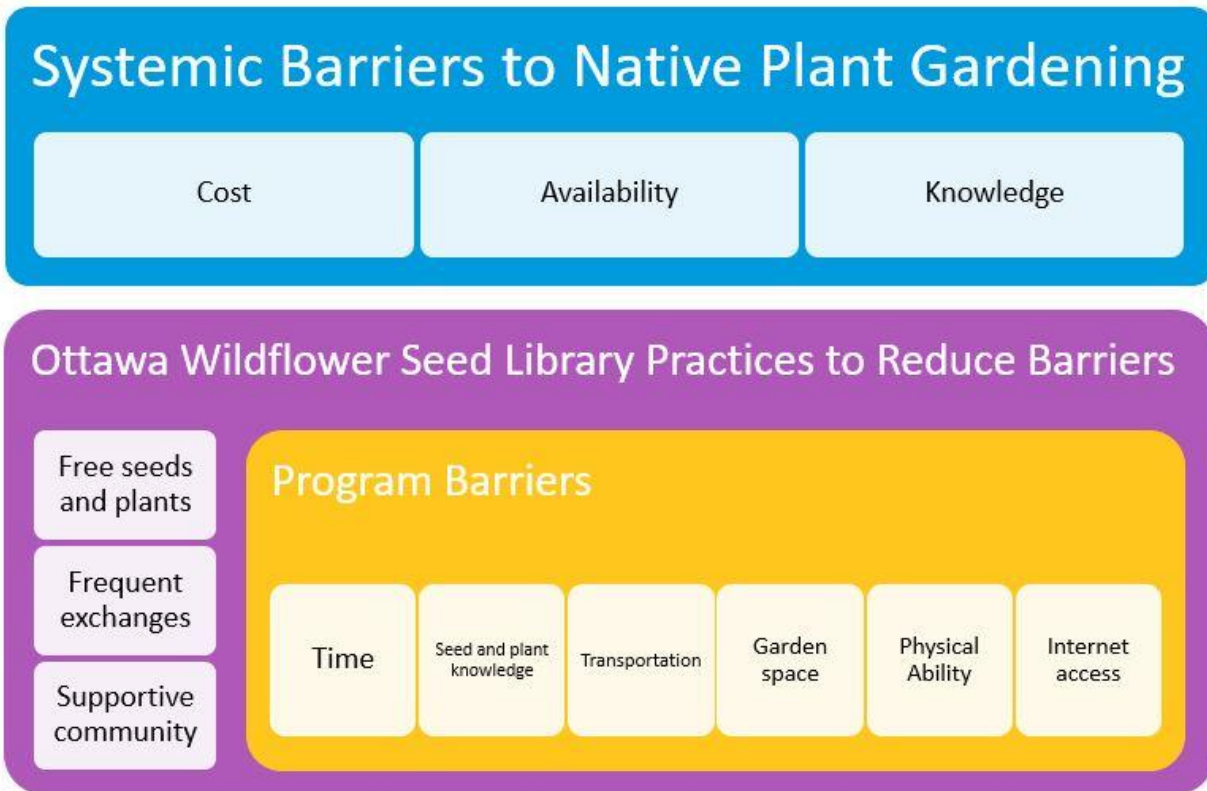 Systemic Barriers to Native Plant Gardening
Cost
Availability
Knowledge
Ottawa Wildflower Seed Library Practices to Reduce Barriers
Free seeds
and plants
Frequent
exchanges
Supportive
community
Program Barriers
Time
Seed and plant
knowledge
Transportation
Garden
space
Physical
Ability
Internet
access